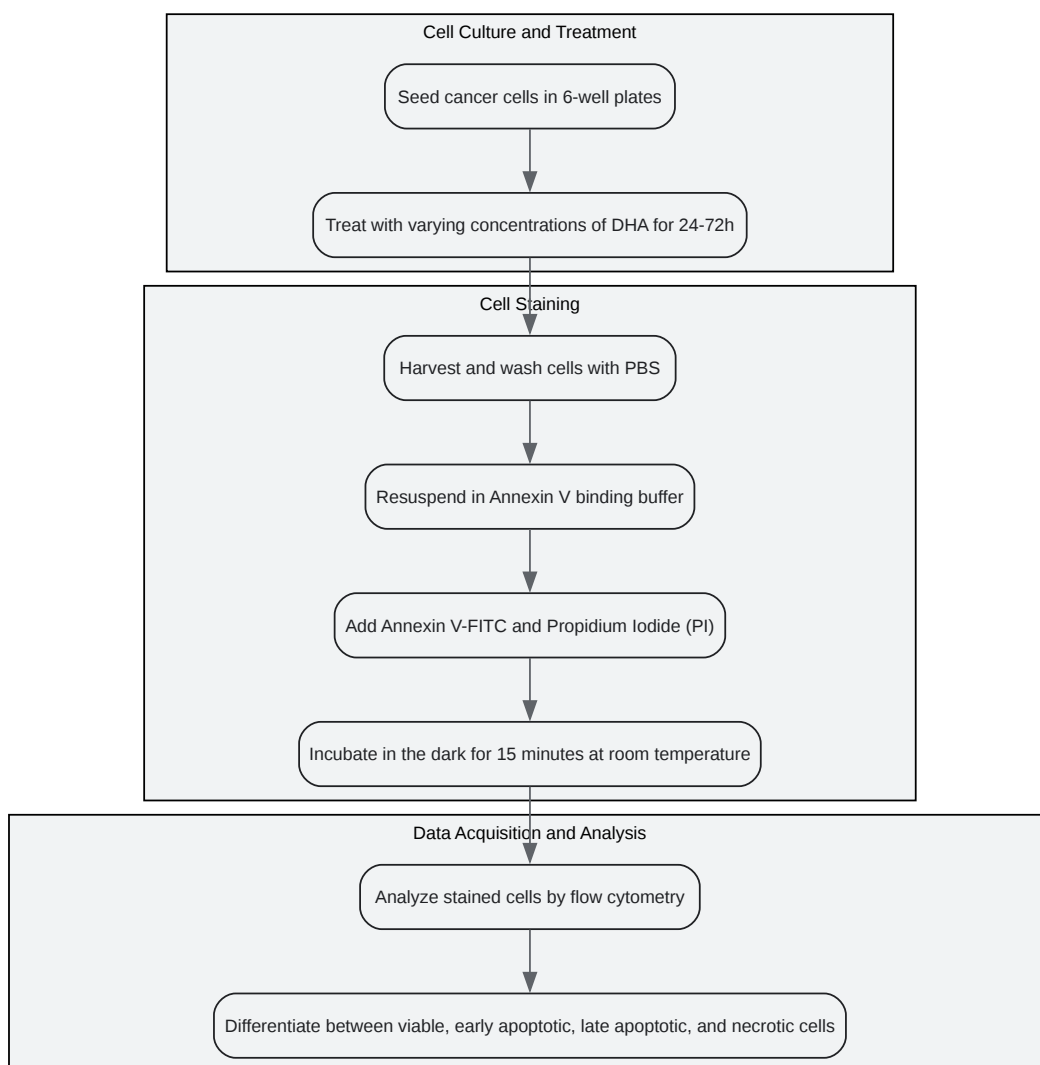 Cell Culture and Treatment
Seed cancer cells in 6-well plates
Treat with varying concentrations of DHA for 24-72h
Cell Staining
Harvest and wash cells with PBS
Resuspend in Annexin V binding buffer
Add Annexin V-FITC and Propidium Iodide (PI)
Incubate in the dark for 15 minutes at room temperature
Data Acquisition and Analysis
Analyze stained cells by flow cytometry
Differentiate between viable, early apoptotic, late apoptotic, and necrotic cells